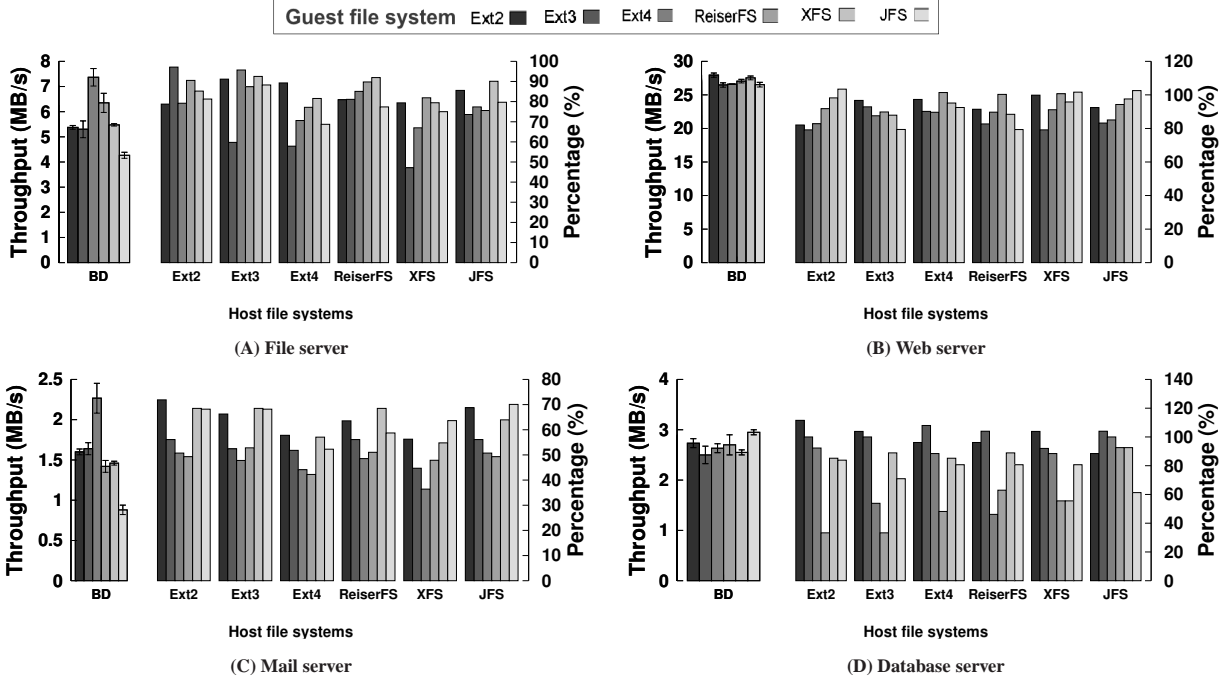 Guest file system Ext2 Ext3 Ext4 ReiserFS XFS JFS
Throughput (MB/s)
8
7
6
5
4
3
2
1
0
BD
Ext2 Ext3 Ext4 ReiserFS XFS JFS
100
90
80
70
60
50
40
30
20
10
0
Percentage (%)
Host file systems
(A) File server
Throughput (MB/s)
30
25
20
15
10
5
0
BD
Ext2 Ext3 Ext4 ReiserFS XFS JFS
120
100
80
60
40
20
0
Percentage (%)
Host file systems
(B) Web server
Throughput (MB/s)
2.5
2
1.5
1
0.5
0
BD
Ext2 Ext3 Ext4 ReiserFS XFS JFS
80
70
60
50
40
30
20
10
0
Percentage (%)
Host file systems
(C) Mail server
Throughput (MB/s)
4
3
2
1
0
BD
Ext2 Ext3 Ext4 ReiserFS XFS JFS
140
120
100
80
60
40
20
0
Percentage (%)
Host file systems
(D) Database server